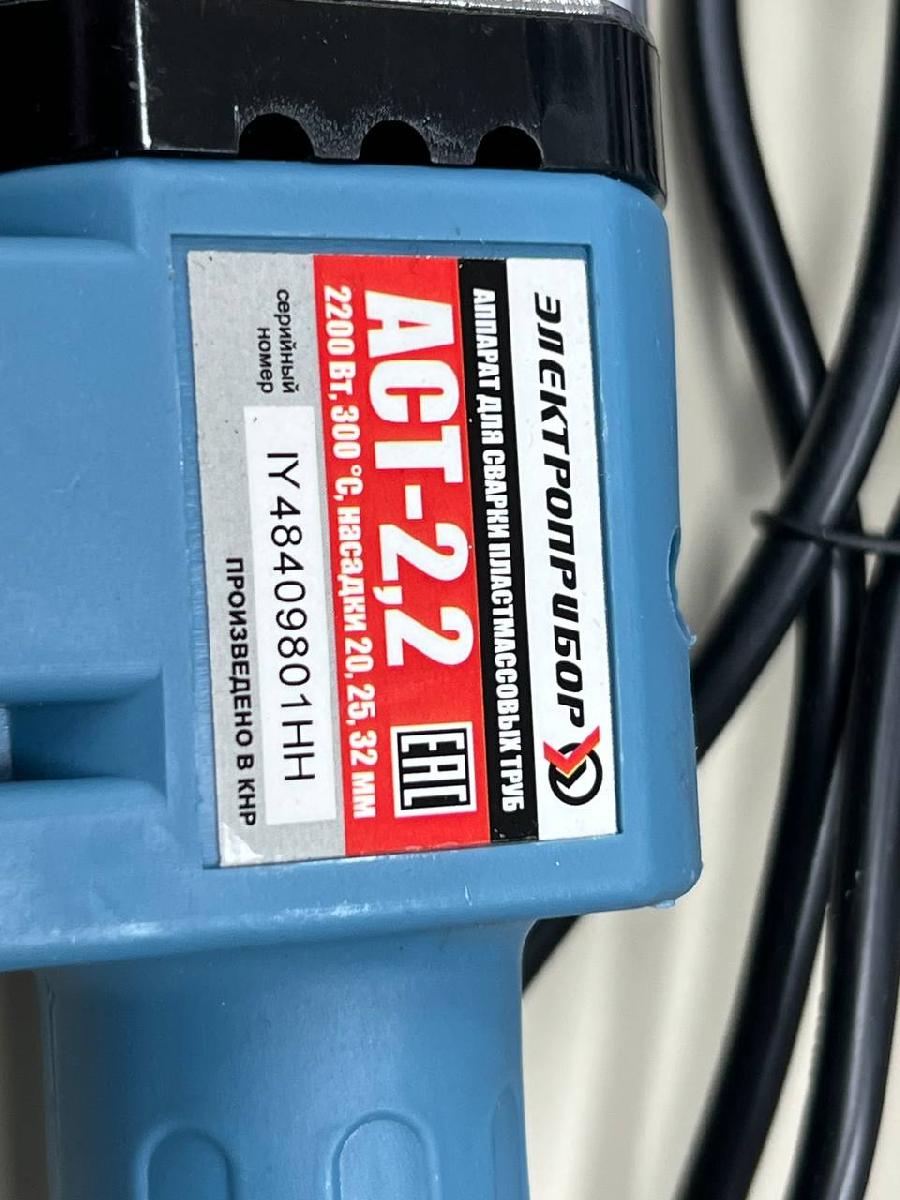 ЭЛЕКТРОПРИБОР
АППАРАТ ДЛЯ СВАРКИ ПЛАСТМАССОВЫХ ТРУБ
АСТ-2,2
EAC
2200 Вт, 300 °С, насадки 20, 25, 32 мм
серийный
номер
IY48409801HH
ПРОИЗВЕДЕНО В КНР